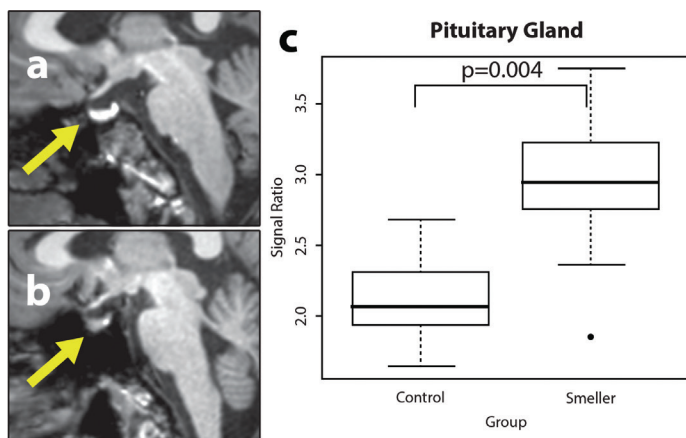 a
b
c
Pituitary Gland
p=0.004
Signal Ratio
3.5
3.0
2.5
2.0
Control
Smeller
Group